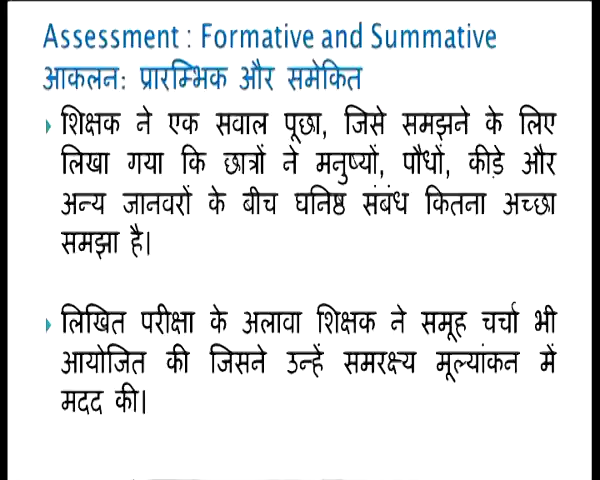 Assessment : Formative and Summative
आकलन: प्रारम्भिक और समेकित
शिक्षक ने एक सवाल पूछा, जिसे समझने के लिए
लिखा गया कि छात्रों ने मनुष्यों, पौधों, कीड़े और
अन्य जानवरों के बीच घनिष्ठ संबंध कितना अच्छा
समझा है।
लिखित परीक्षा के अलावा शिक्षक ने समूह चर्चा भी
आयोजित की जिसने उन्हें समरक्ष्य मूल्यांकन में
मदद की।